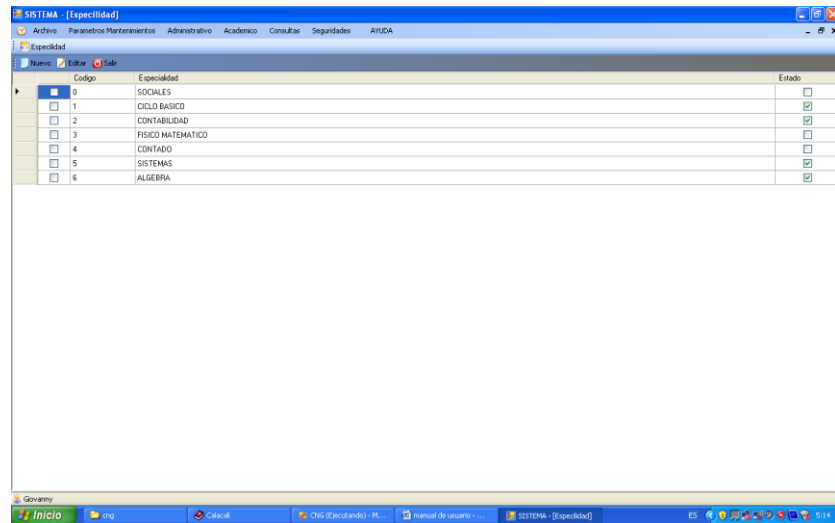 SISTEMA - [Especilidad]
Archivo Parametros Mantenimientos Administrativo Academico Consultas Seguridades AYUDA
Especilidad
Nuevo Editar Salir
Codigo Especialidad Estado
0 SOCIALES
1 CICLO BASICO
2 CONTABILIDAD
3 FISICO MATEMATICO
4 CONTADO
5 SISTEMAS
6 ALGEBRA
Giovanny
Inicio cng Calacali CNG (Ejecutando) - M... manual de usuario - ... SISTEMA - [Especilidad] ES 5:14